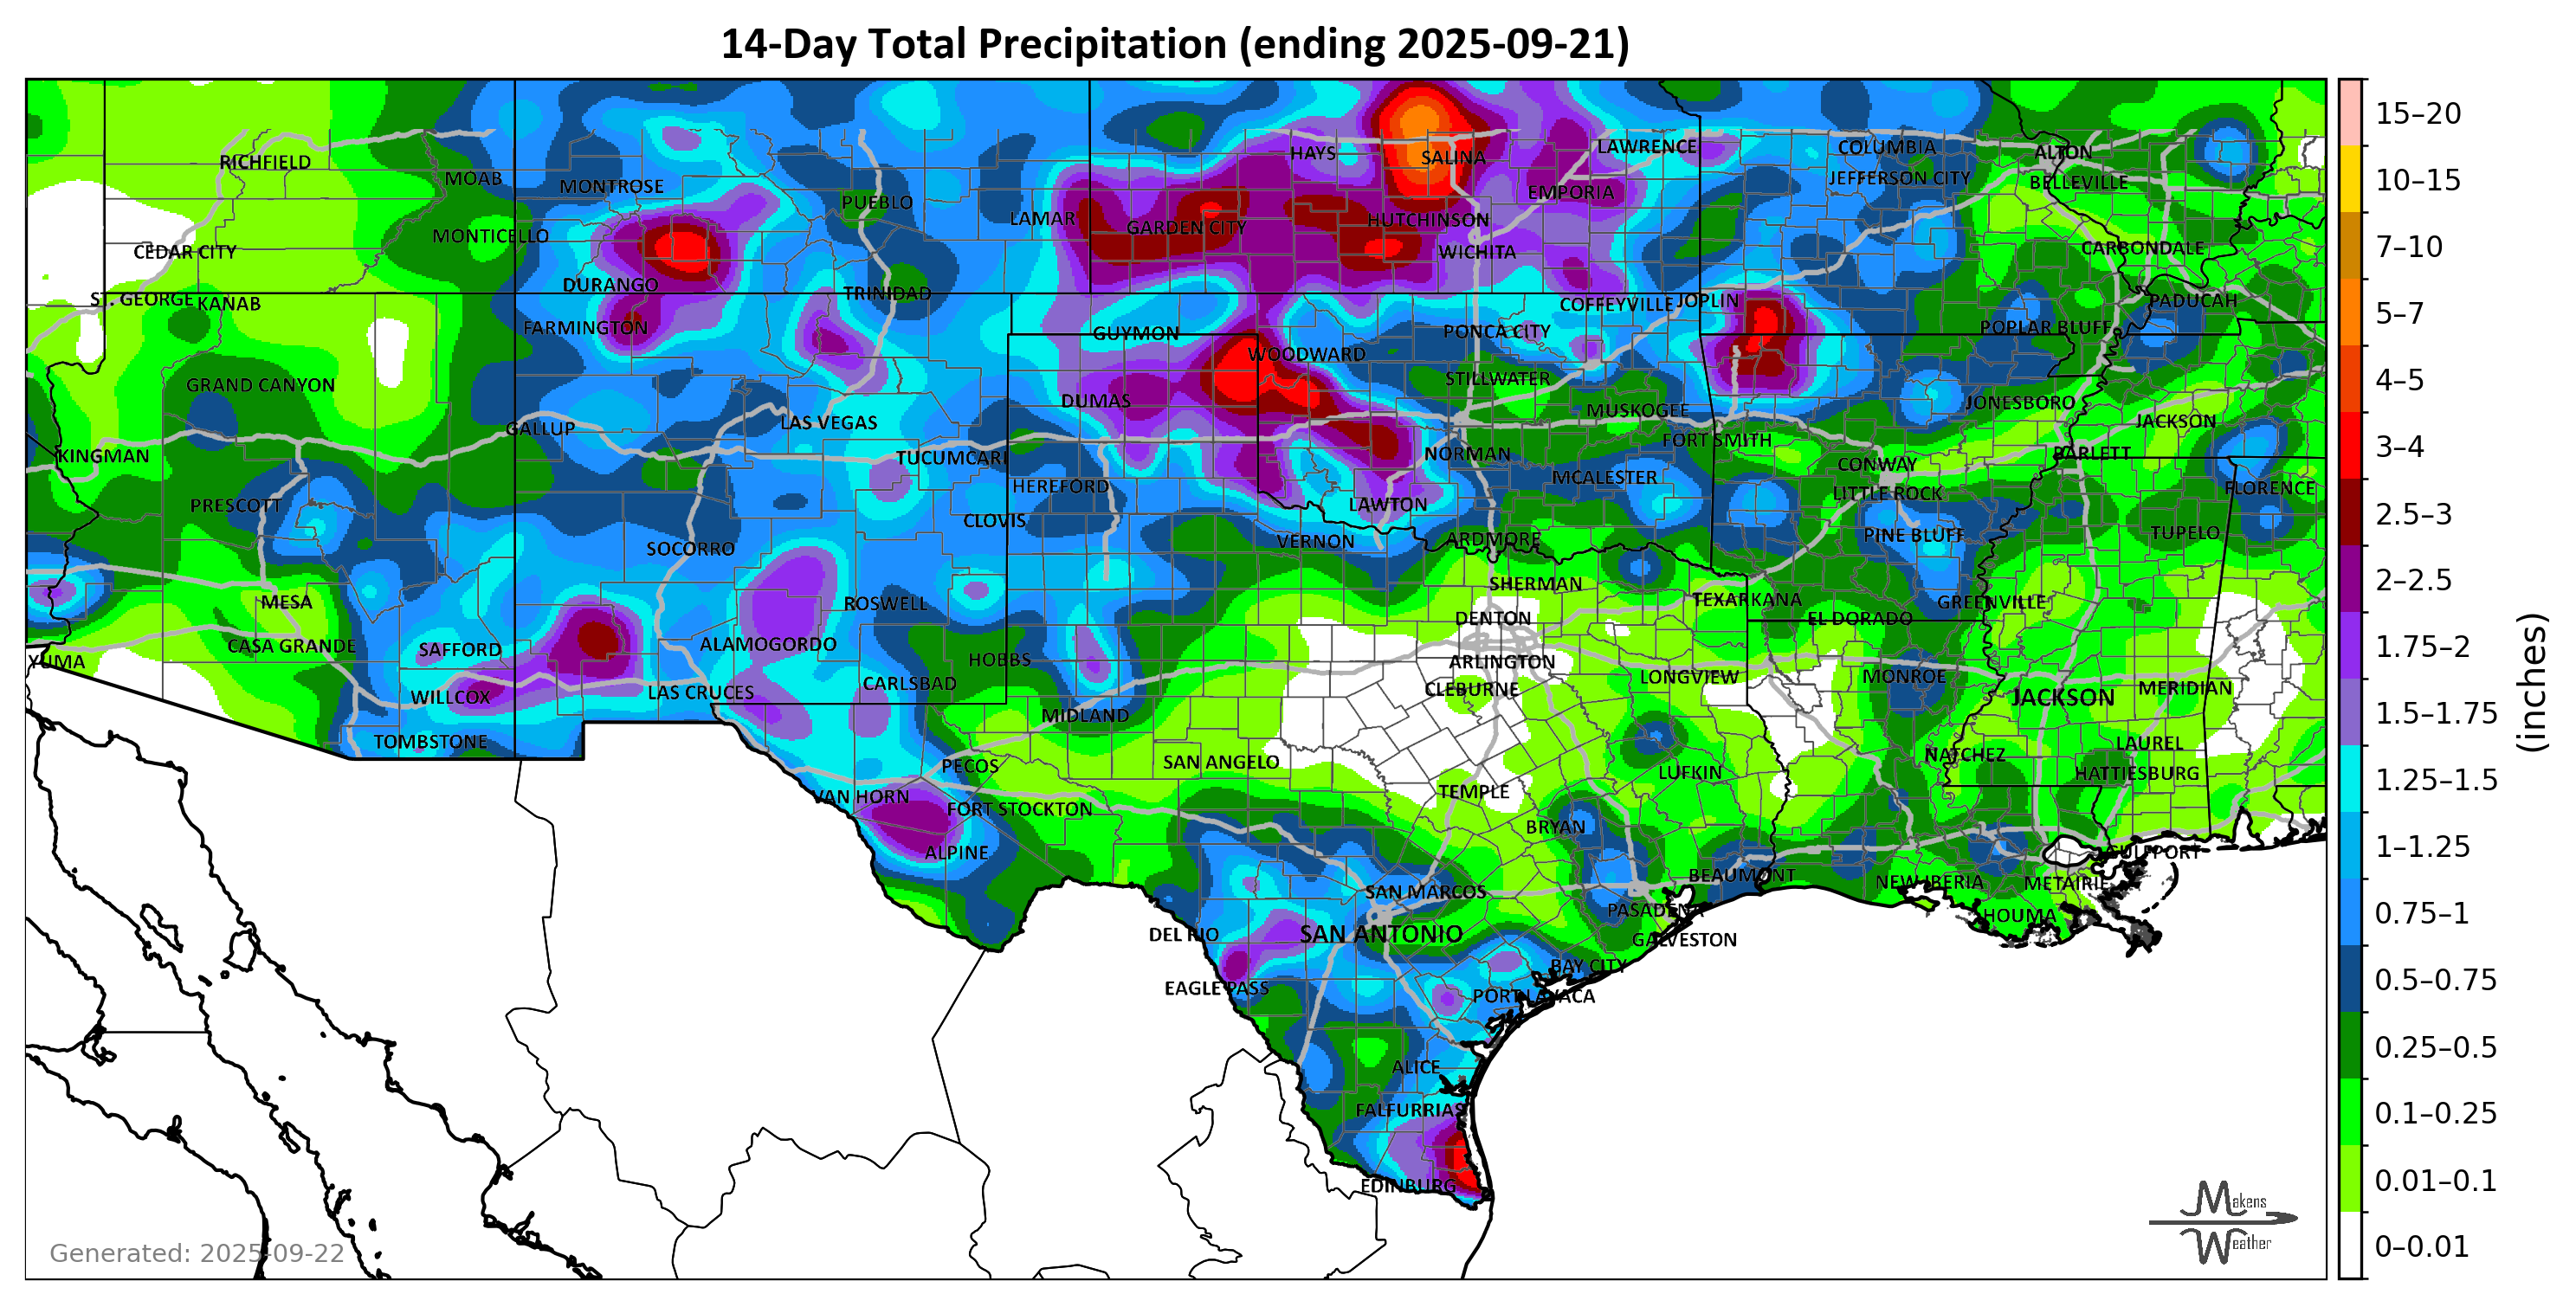 14-Day Total Precipitation (ending 2025-09-21)
RICHFIELD
MOAB
MONTROSE
PUEBLO
LAMAR
HAYS
SALINA
LAWRENCE
EMPORIA
COLUMBIA
JEFFERSON CITY
ALTON
BELLEVILLE
CEDAR CITY
MONTICELLO
GARDEN CITY
HUTCHINSON
WICHITA
CARBONDALE
ST. GEORGE
KANAB
DURANGO
TRINIDAD
COFFEYVILLE
JOPLIN
PADUCAH
FARMINGTON
GUYMON
PONCA CITY
POPLAR BLUFF
WOODWARD
GRAND CANYON
STILLWATER
DUMAS
MUSKOGEE
JONESBORO
JACKSON
GALLUP
LAS VEGAS
FORT SMITH
KINGMAN
TUCUMCARI
NORMAN
BARLETT
CONWAY
PRESCOTT
HEREFORD
MCALESTER
LITTLE ROCK
FLORENCE
LAWTON
CLOVIS
SOCORRO
VERNON
ARDMORE
PINE BLUFF
TUPELO
MESA
ROSWELL
SHERMAN
TEXARKANA
GREENVILLE
DENTON
EL DORADO
CASA GRANDE
SAFFORD
ALAMOGORDO
YUMA
HOBBS
ARLINGTON
WILLCOX
LAS CRUCES
CARLSBAD
CLEBURNE
LONGVIEW
MONROE
JACKSON
MERIDIAN
MIDLAND
TOMBSTONE
PECOS
SAN ANGELO
NATCHEZ
LAUREL
LUFKIN
HATTIESBURG
VAN HORN
FORT STOCKTON
TEMPLE
BRYAN
ALPINE
GULFPORT
SAN MARCOS
BEAUMONT
NEW IBERIA
METAIRIE
PASADENA
HOUMA
DEL RIO
SAN ANTONIO
GALVESTON
BAY CITY
EAGLE PASS
PORT LAVACA
ALICE
FALFURRIAS
EDINBURG
15–20
10–15
7–10
5–7
4–5
3–4
2.5–3
2–2.5
1.75–2
1.5–1.75
1.25–1.5
1–1.25
0.75–1
0.5–0.75
0.25–0.5
0.1–0.25
0.01–0.1
0–0.01
(inches)
Generated: 2025-09-22
Makens
Weather